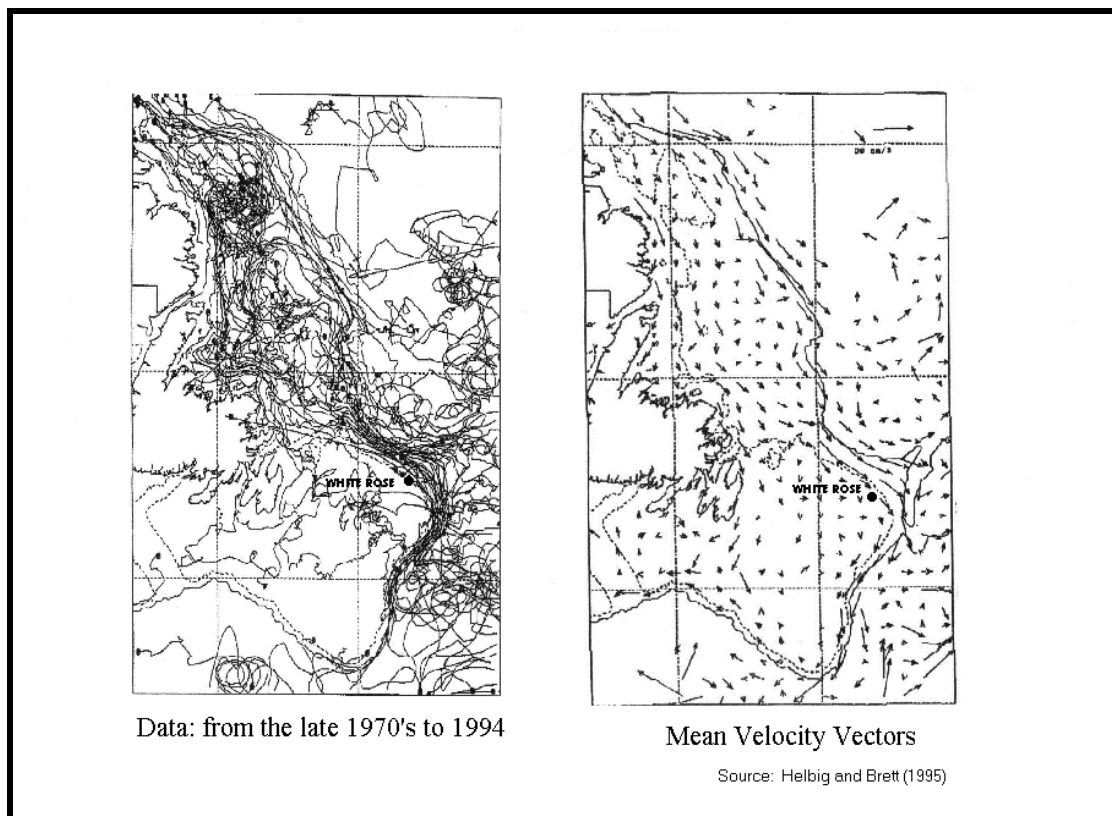 WHITE ROSE
WHITE ROSE
Data: from the late 1970's to 1994
Mean Velocity Vectors
Source: Helbig and Brett (1995)